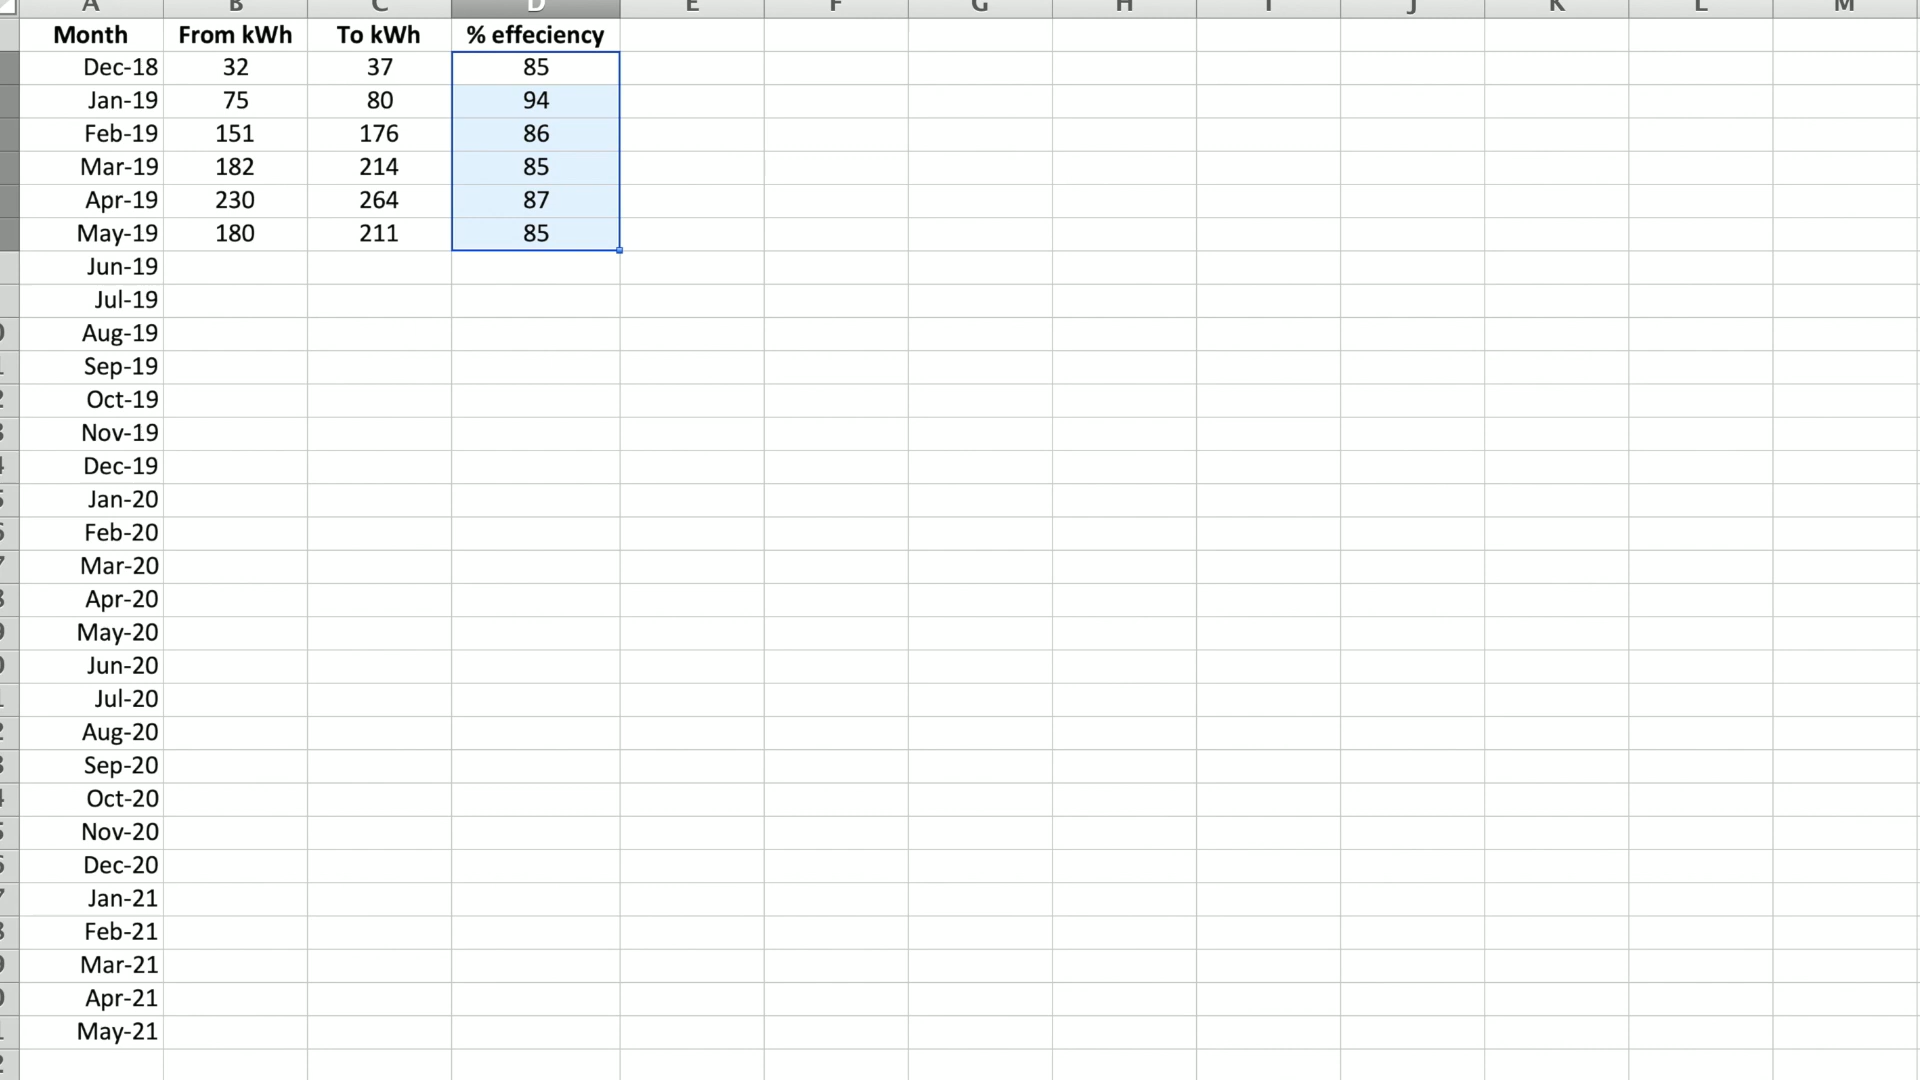 A B C D E F G H I J K L M
Month From kWh To kWh % effeciency
Dec-18 32 37 85
Jan-19 75 80 94
Feb-19 151 176 86
Mar-19 182 214 85
Apr-19 230 264 87
May-19 180 211 85
Jun-19
Jul-19
Aug-19
Sep-19
Oct-19
Nov-19
Dec-19
Jan-20
Feb-20
Mar-20
Apr-20
May-20
Jun-20
Jul-20
Aug-20
Sep-20
Oct-20
Nov-20
Dec-20
Jan-21
Feb-21
Mar-21
Apr-21
May-21